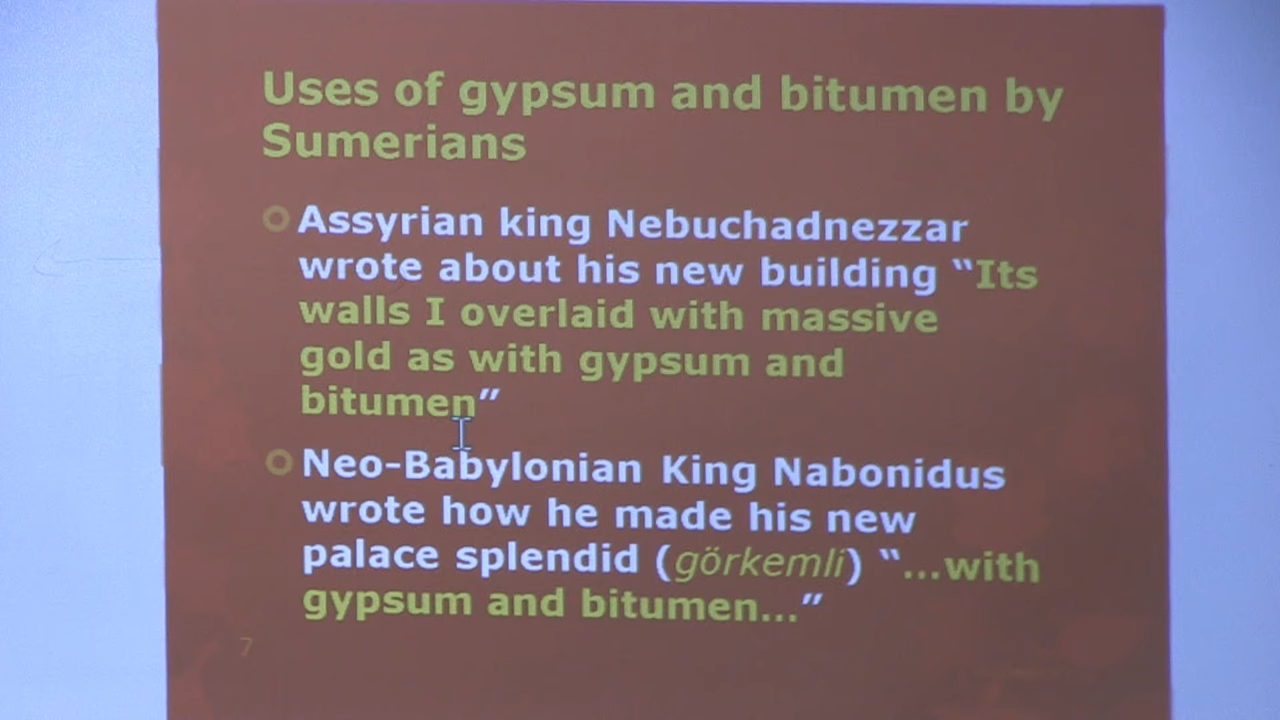 Uses of gypsum and bitumen by
Sumerians
Assyrian king Nebuchadnezzar
wrote about his new building “Its
walls I overlaid with massive
gold as with gypsum and
bitumen”
Neo-Babylonian King Nabonidus
wrote how he made his new
palace splendid (görkemli) “...with
gypsum and bitumen...”
7